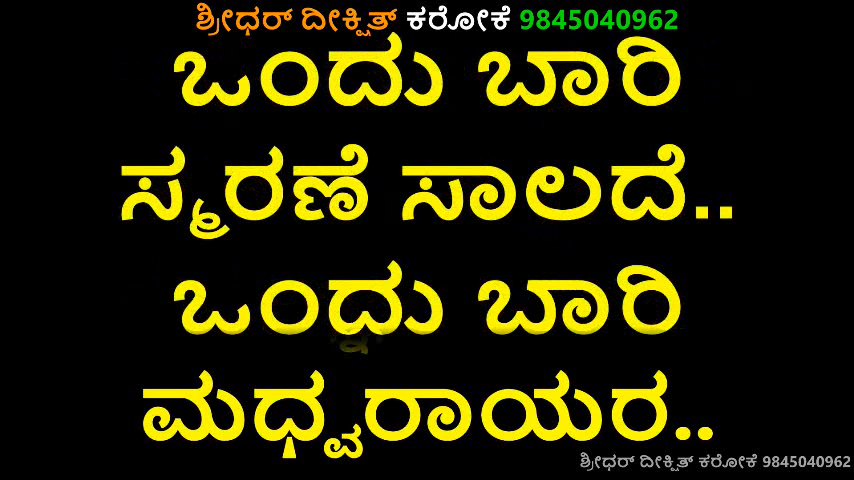 ಶ್ರೀಧರ್ ದೀಕ್ಷಿತ್ ಕರೋಕೆ 9845040962
ಒಂದು ಬಾರಿ
ಸ್ಮರಣೆ ಸಾಲದೆ..
ಒಂದು ಬಾರಿ
ಮಧ್ವರಾಯರ..
ಶ್ರೀಧರ್ ದೀಕ್ಷಿತ್ ಕರೋಕೆ 9845040962